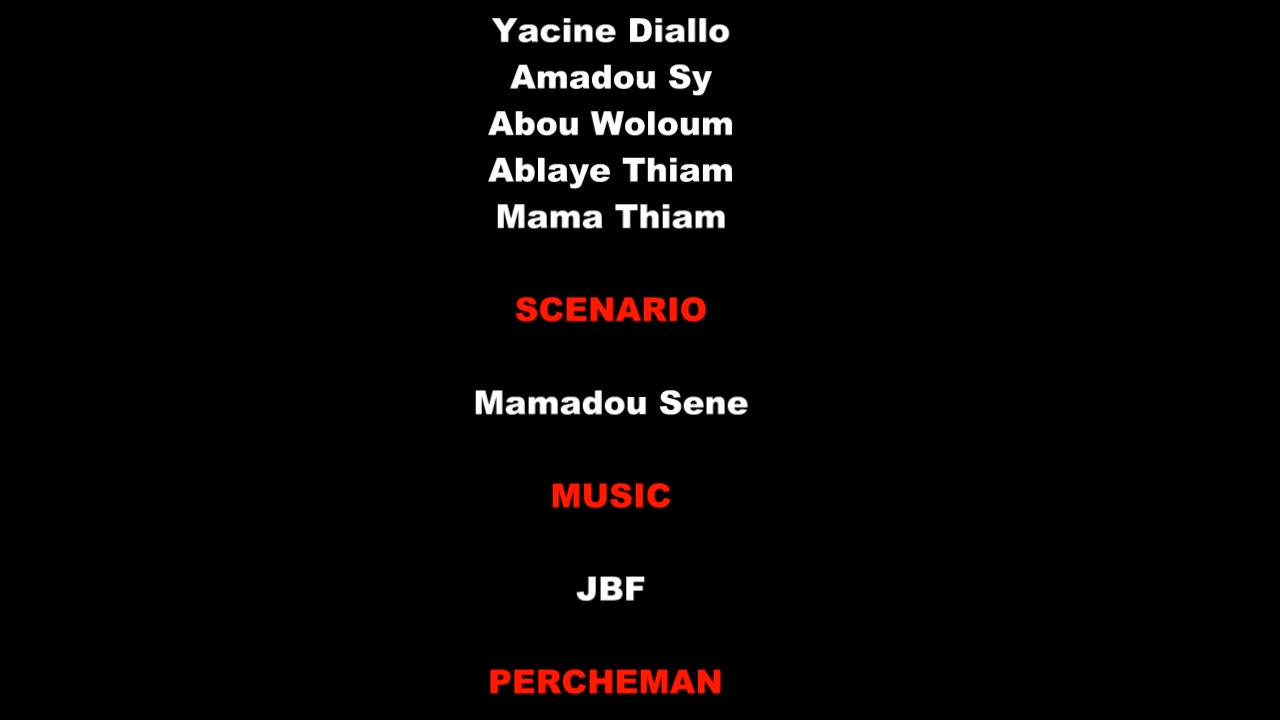 Yacine Diallo
Amadou Sy
Abou Woloum
Ablaye Thiam
Mama Thiam
SCENARIO
Mamadou Sene
MUSIC
JBF
PERCHEMAN